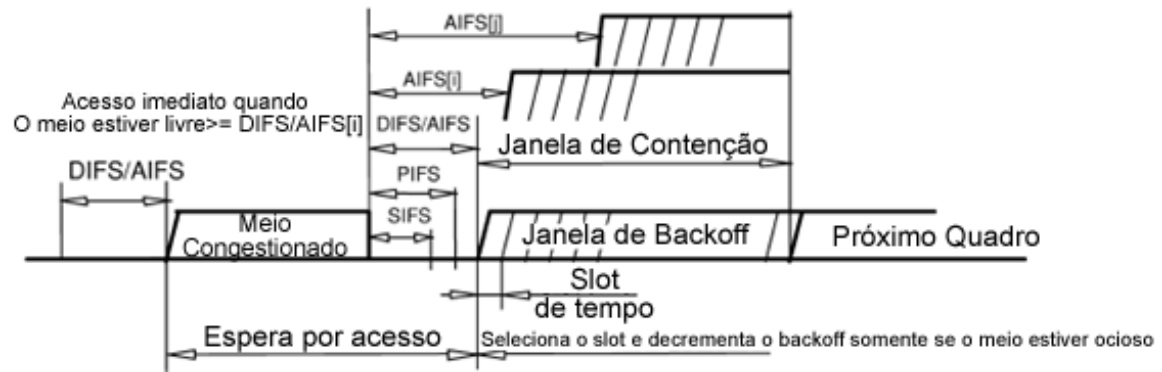 AIFS[j]
AIFS[i]
Acesso imediato quando
O meio estiver livre>= DIFS/AIFS[i]
DIFS/AIFS
DIFS/AIFS
PIFS
SIFS
Janela de Contenção
Meio
Congestionado
Janela de Backoff
Próximo Quadro
Slot
de tempo
Espera por acesso
Seleciona o slot e decrementa o backoff somente se o meio estiver ocioso